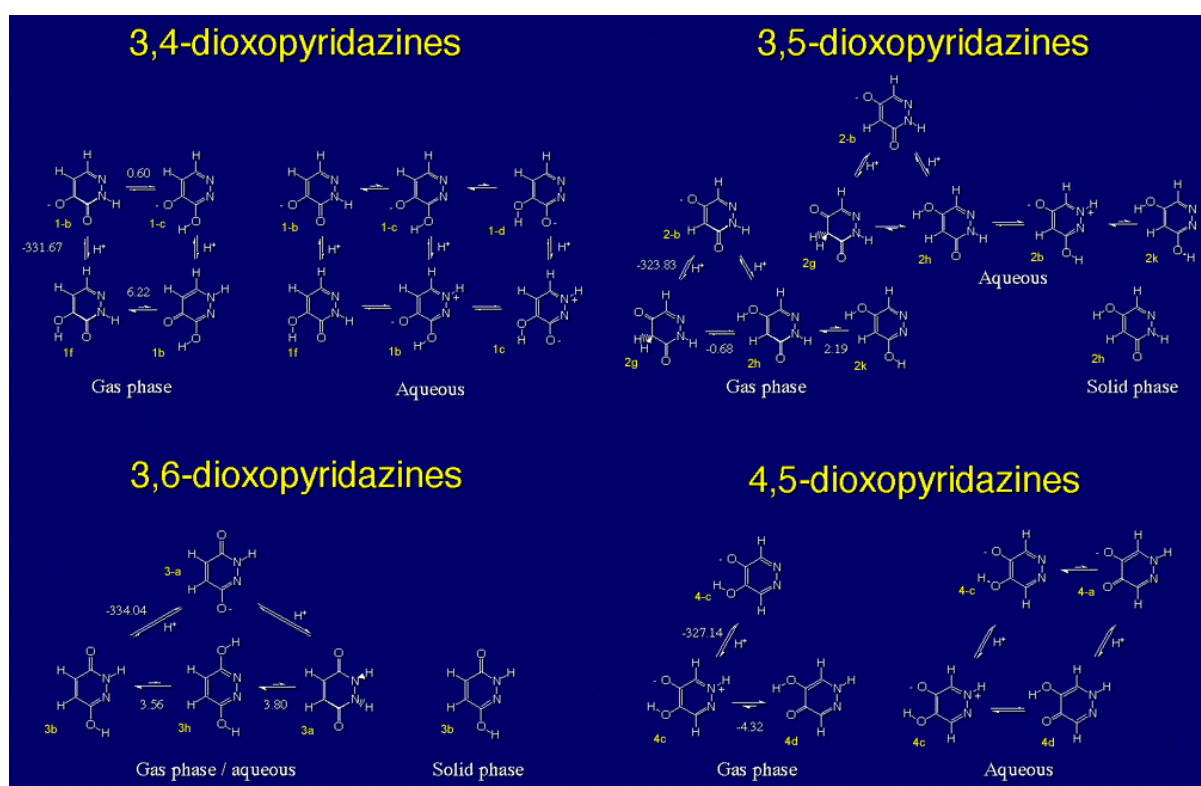 3,4-dioxopyridazines
H
H
N
N
H
O
-
O
1-b
0.60
H
H
N
N
O
-
O
H
1-c
-331.67
H+
H+
H
H
N
N
H
O
H
O
1f
6.22
H
H
H
N
N
O
O
H
1b
Gas phase
H
H
N
N
H
O
-
O
1-b
H
H
N
N
O
-
O
H
1-c
H
H
N
N
O
H
O-
1-d
H+
H+
H+
H
H
N
N
H
O
H
O
1f
H
H
H
N
+
N
O
-
O
H
1b
H
H
H
N
+
N
O
H
O-
1c
Aqueous
3,5-dioxopyridazines
- O
H
N
N-H
H
O
2-b
H+
H+
- O
H
N
N-H
H
O
2-b
-323.83
H+
H+
O
H
N
N-H
H
H
O
2g
-0.68
H O
H
N
N-H
H
O
2h
2.19
H O
H
N
N
H
O
H
2k
Gas phase
O
H
N
N-H
H
H
O
2g
H O
H
N
N-H
H
O
2h
- O
H
N
+
H
N
H
O
H
2b
H O
H
N
N
H
O
H
2k
Aqueous
H O
H
N
N
H
H
O
2h
Solid phase
3,6-dioxopyridazines
O
H
N
H
N
H
O-
3-a
-334.04
H+
H+
O
H
N
H
N
H
O
H
3b
3.56
O
H
H
N
N
H
O
H
3h
3.80
O
H
N
H
N
H
H
O
3a
Gas phase / aqueous
O
H
N
H
N
H
O
H
3b
Solid phase
4,5-dioxopyridazines
H
- O
N
N
H O
H
4-c
-327.14
H+
H
- O
N
H
+
N
H O
H
4c
-4.32
H
H O
N
H
N
O
H
4d
Gas phase
H
- O
N
N
H O
H
4-c
H
- O
N
H
N
O
H
4-a
H+
H+
H
- O
N
H
+
N
H O
H
4c
H
H O
N
H
N
O
H
4d
Aqueous